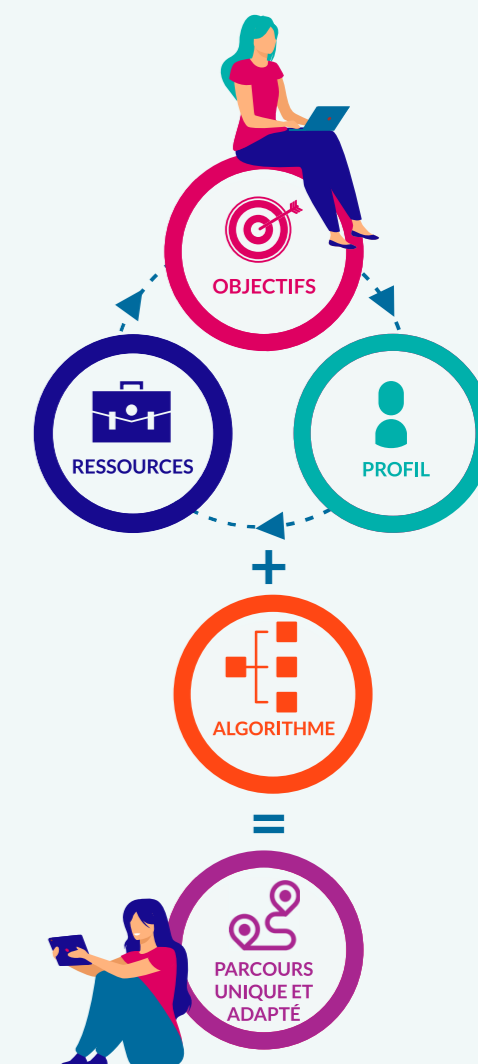 OBJECTIFS
RESSOURCES
PROFIL
+
ALGORITHME
=
PARCOURS
UNIQUE ET
ADAPTÉ